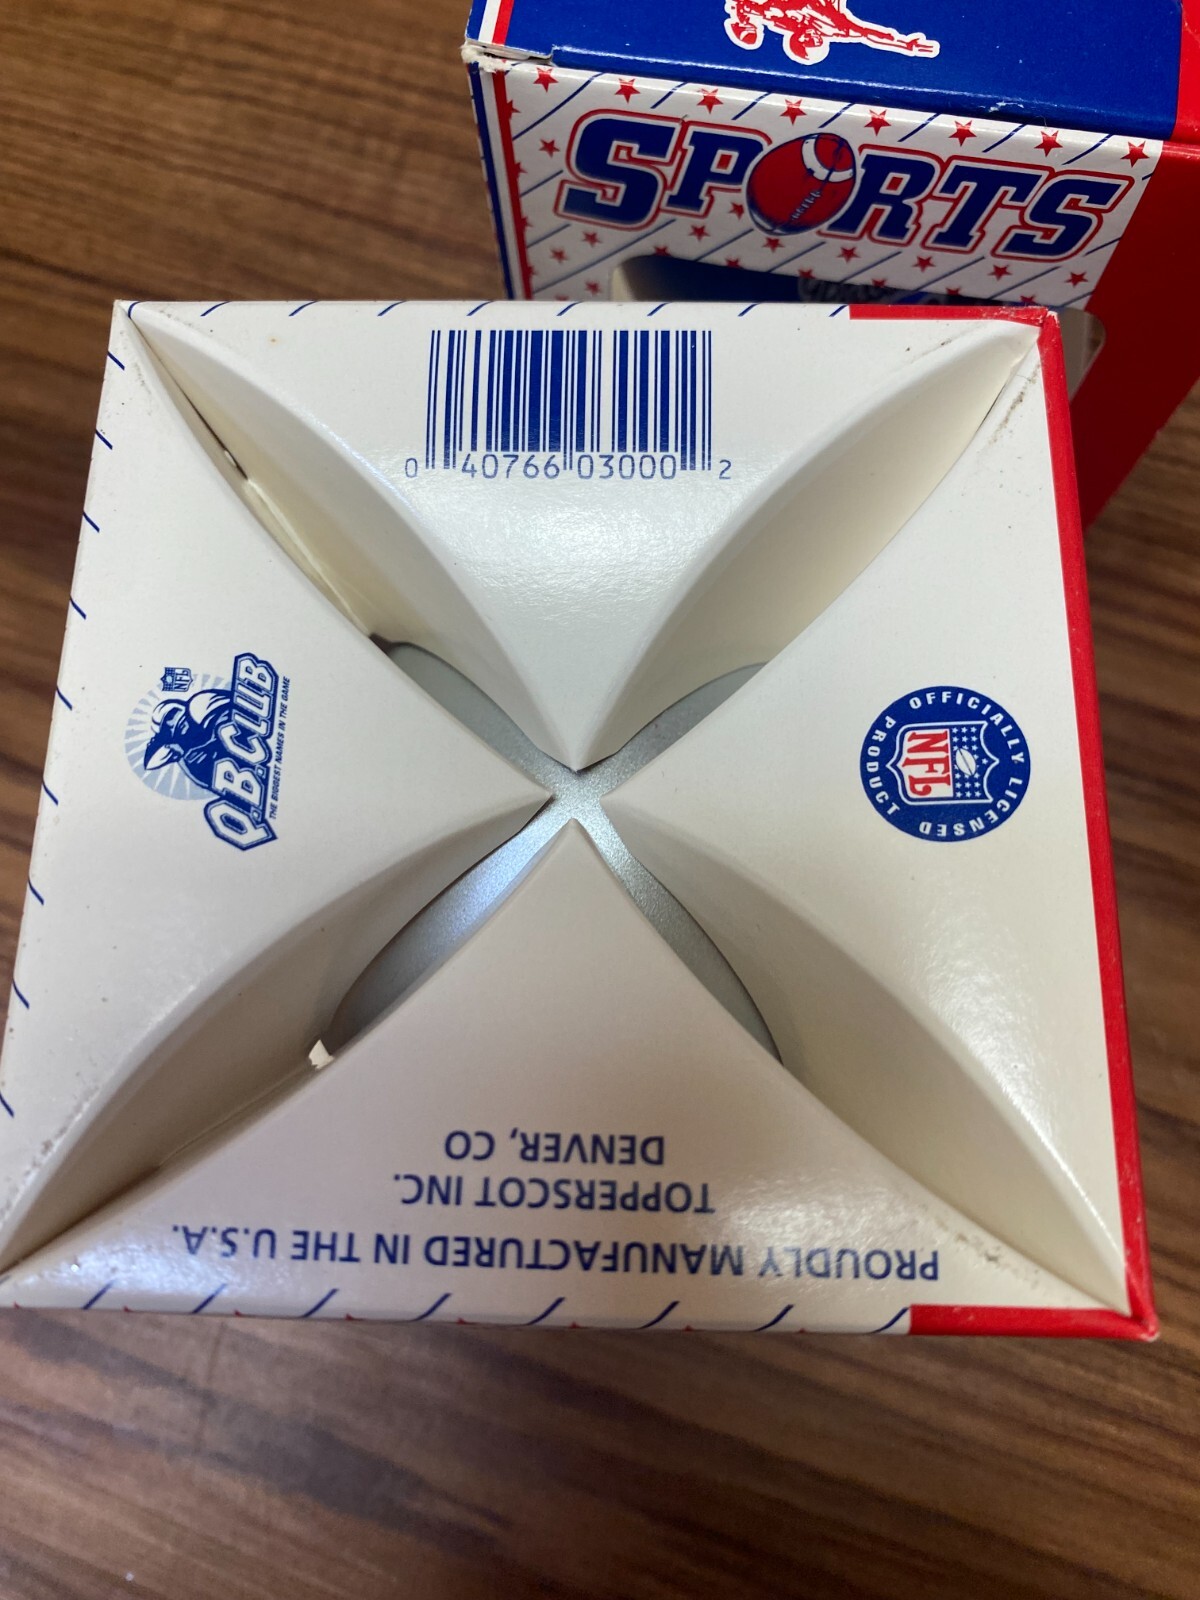 SPORTS
0 40766 03000 2
NFL
Q.B. CLUB
THE BIGGEST NAMES IN THE GAME
OFFICIALLY LICENSED PRODUCT
NFL
PROUDLY MANUFACTURED IN THE U.S.A.
TOPPERSCOT INC.
DENVER, CO